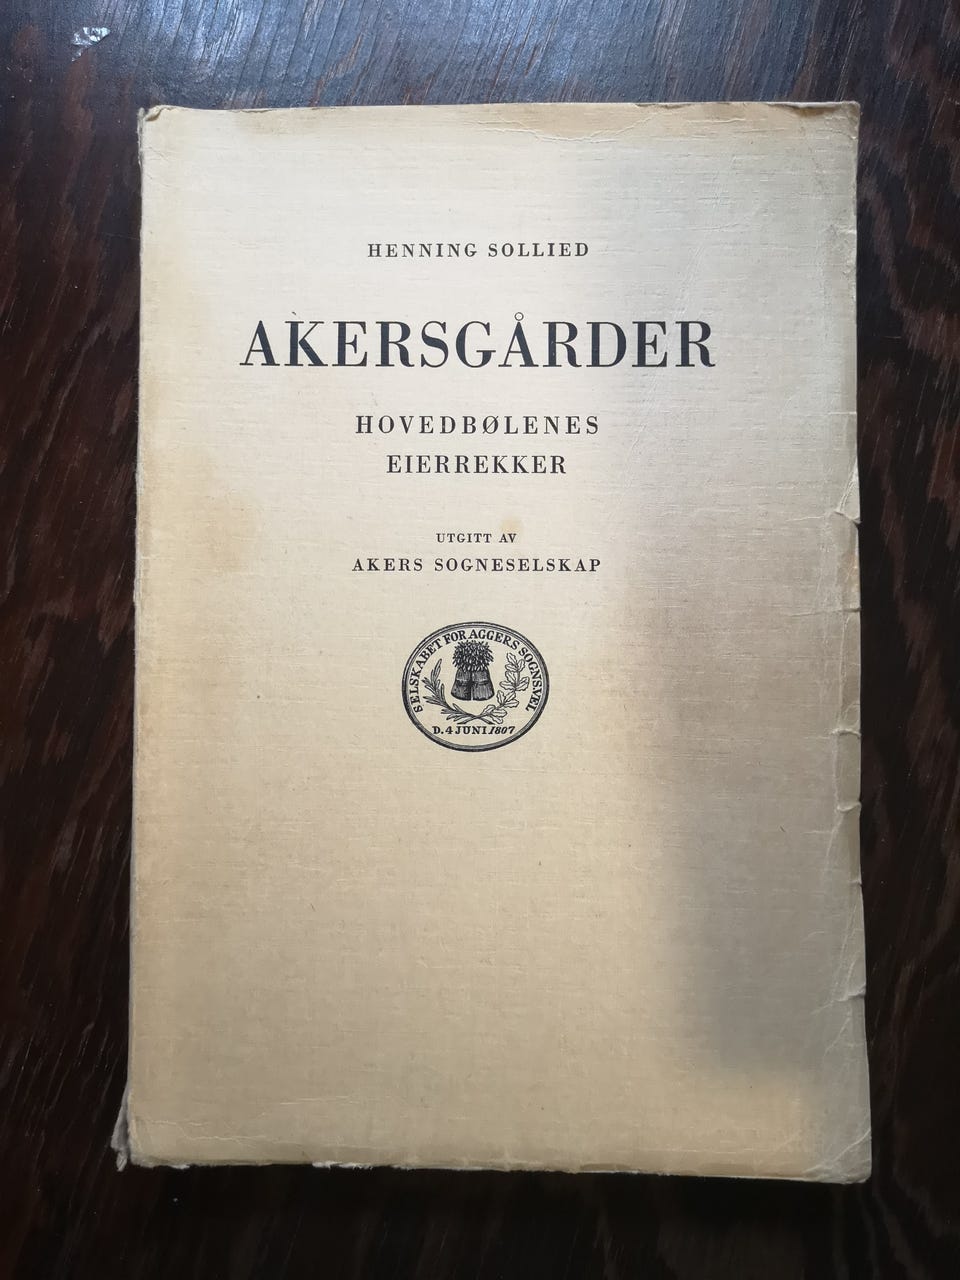 HENNING SOLLIED
AKERSGÅRDER
HOVEDBØLENES
EIERREKKER
UTGITT AV
AKERS SOGNESELSKAP
SELSKABET FOR AGGERS SOGNS VEL
D. 4 JUNI 1807